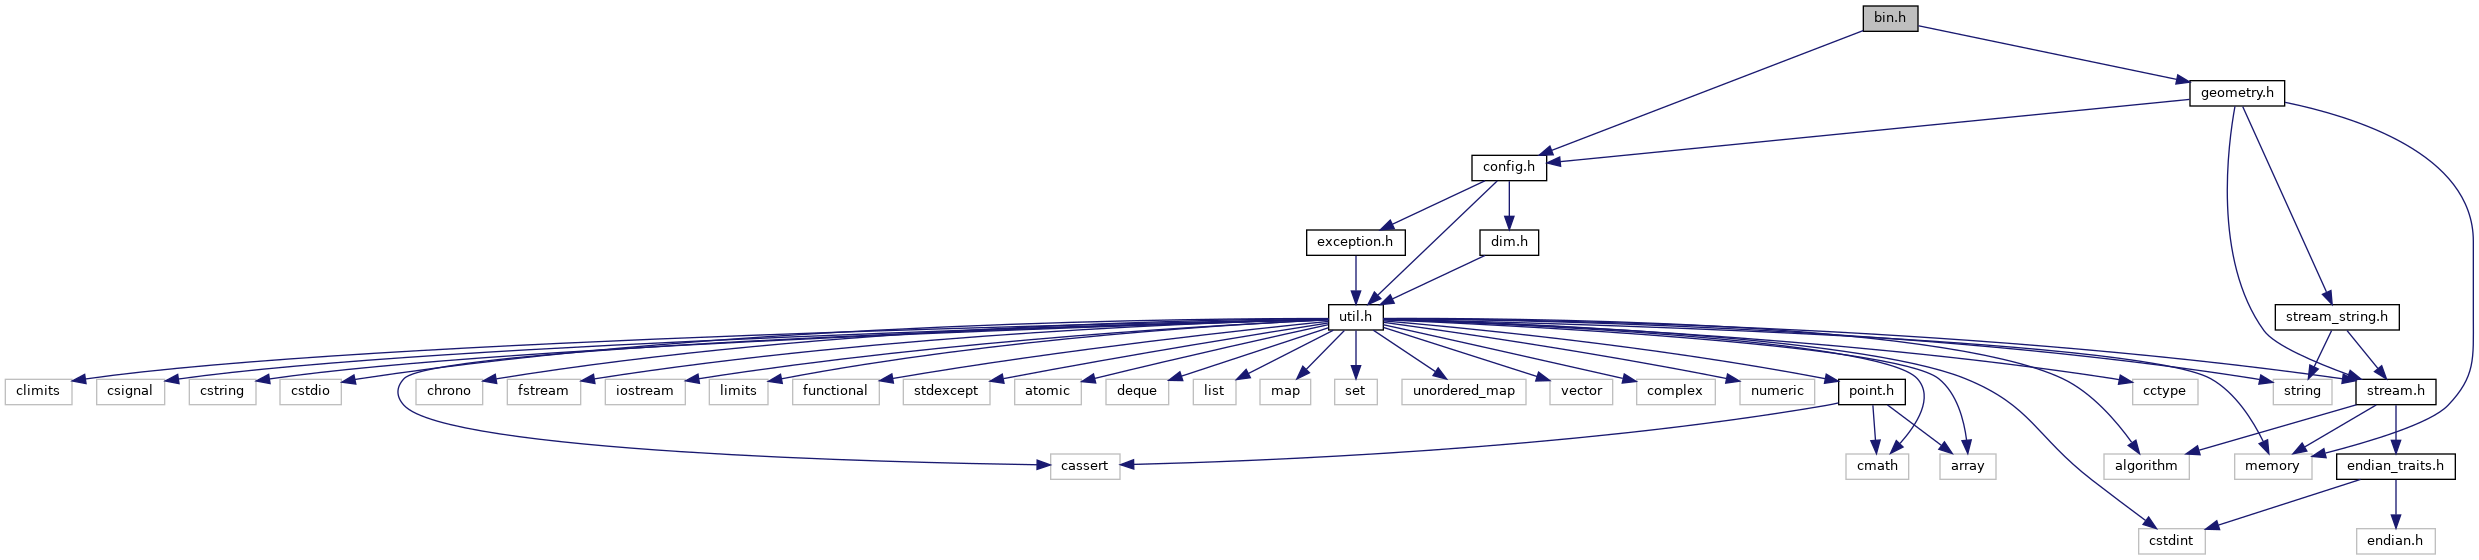 bin.h
geometry.h
config.h
exception.h
dim.h
util.h
stream_string.h
climits
csignal
cstring
cstdio
chrono
fstream
iostream
limits
functional
stdexcept
atomic
deque
list
map
set
unordered_map
vector
complex
numeric
point.h
cctype
string
stream.h
cassert
cmath
array
algorithm
memory
endian_traits.h
cstdint
endian.h